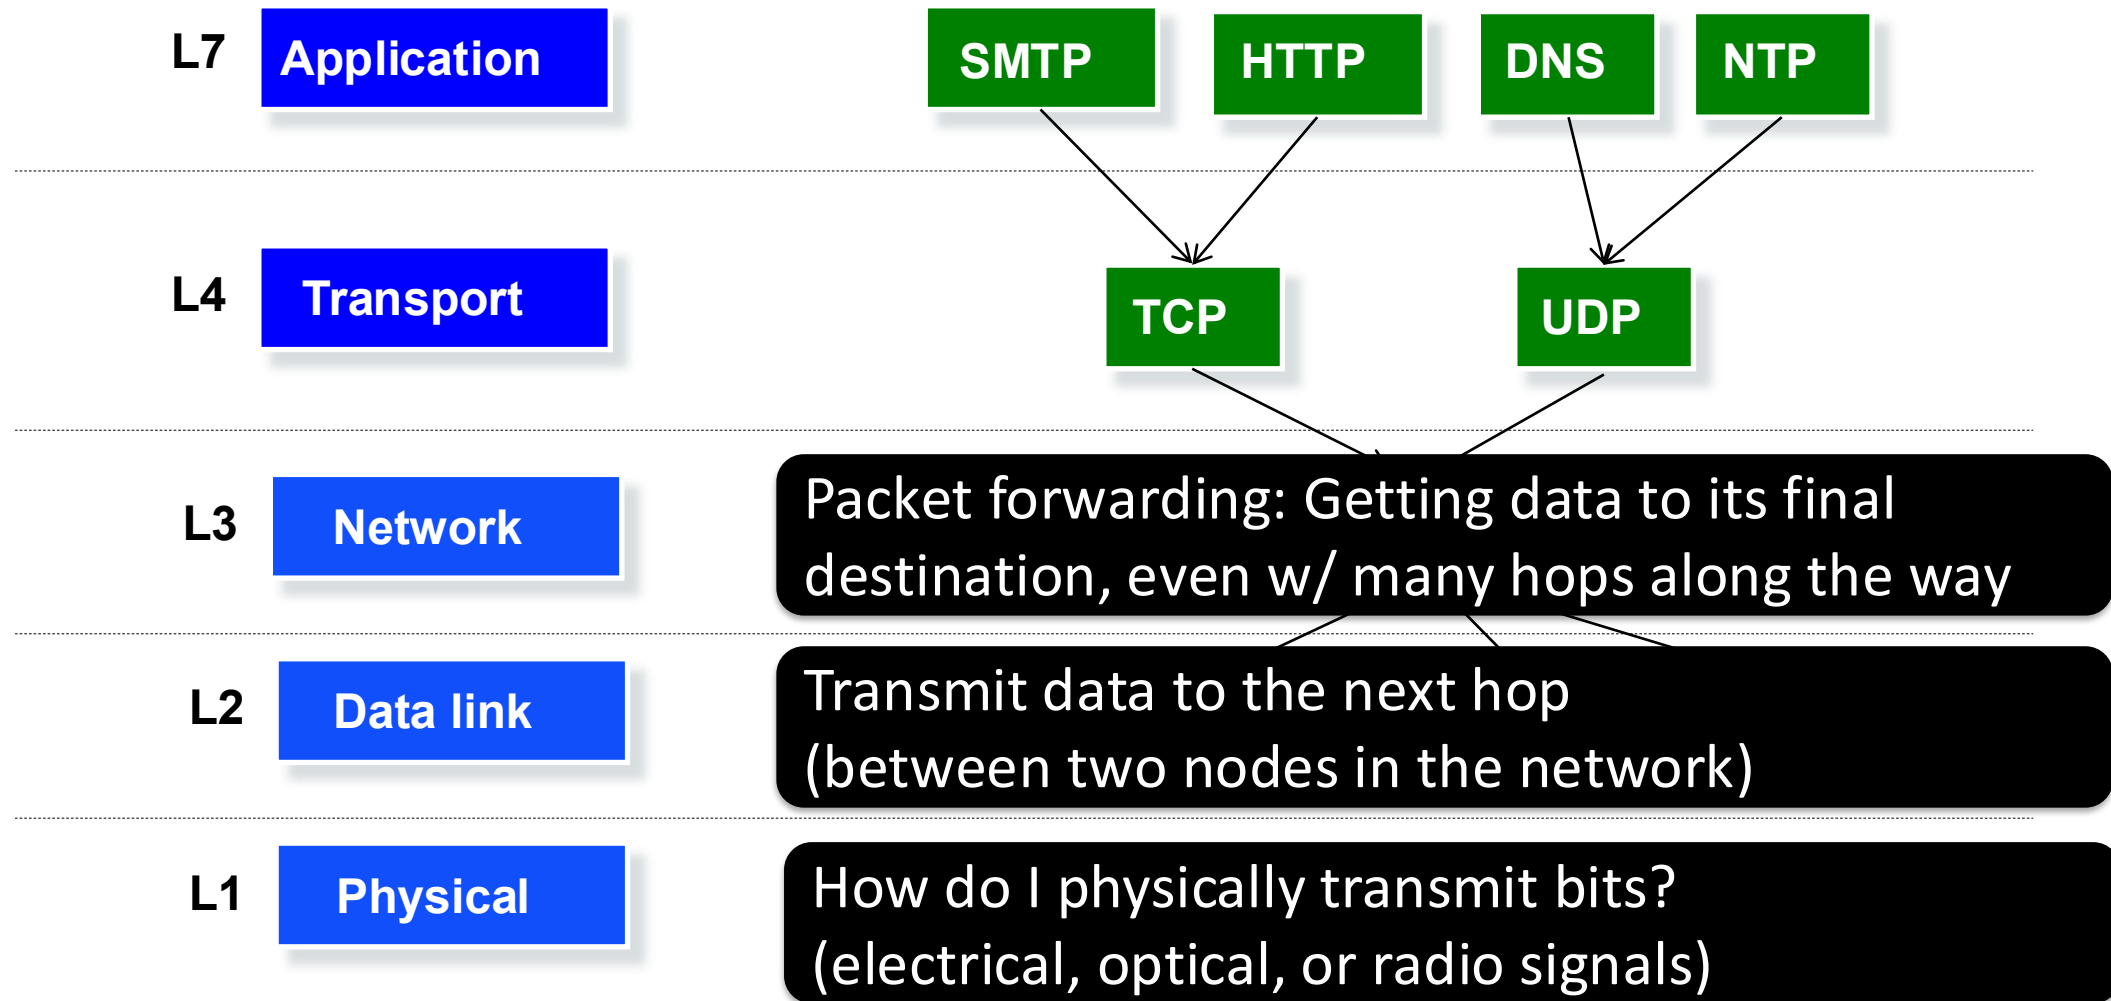 L7 Application SMTP HTTP DNS NTP
L4 Transport TCP UDP
L3 Network
Packet forwarding: Getting data to its final
destination, even w/ many hops along the way
L2 Data link
Transmit data to the next hop
(between two nodes in the network)
L1 Physical
How do I physically transmit bits?
(electrical, optical, or radio signals)